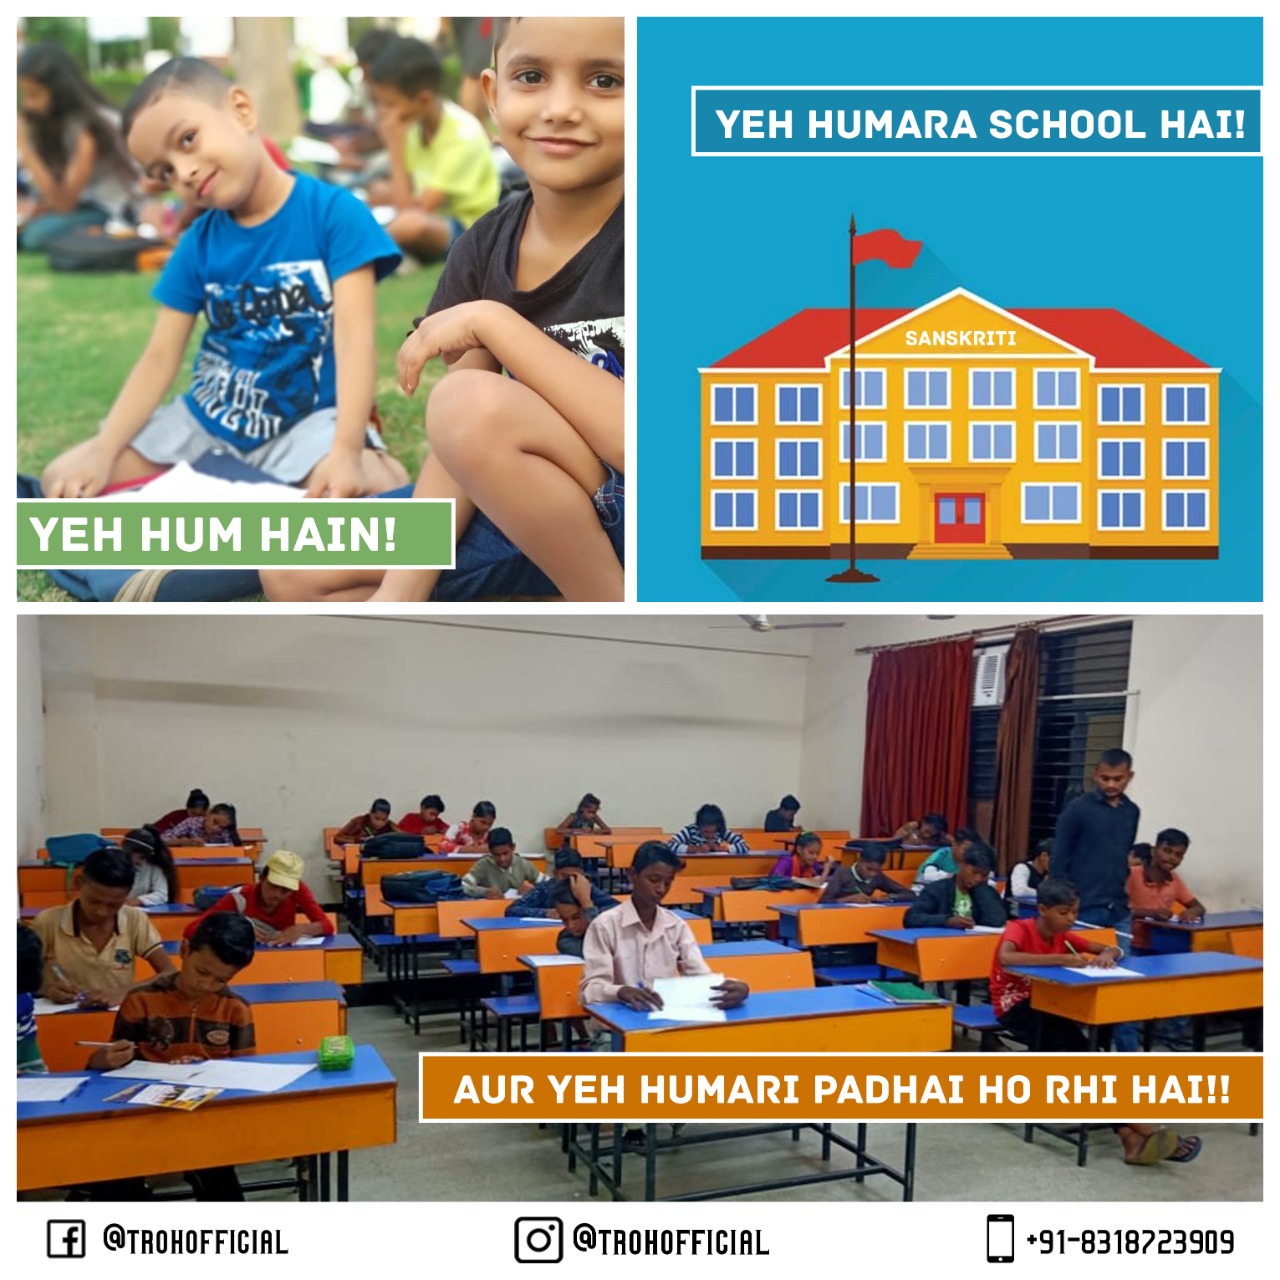 YEH HUM HAIN!
YEH HUMARA SCHOOL HAI!
SANSKRITI
AUR YEH HUMARI PADHAI HO RHI HAI!!
@TROHOFFICIAL
@TROHOFFICIAL
+91-8318723909